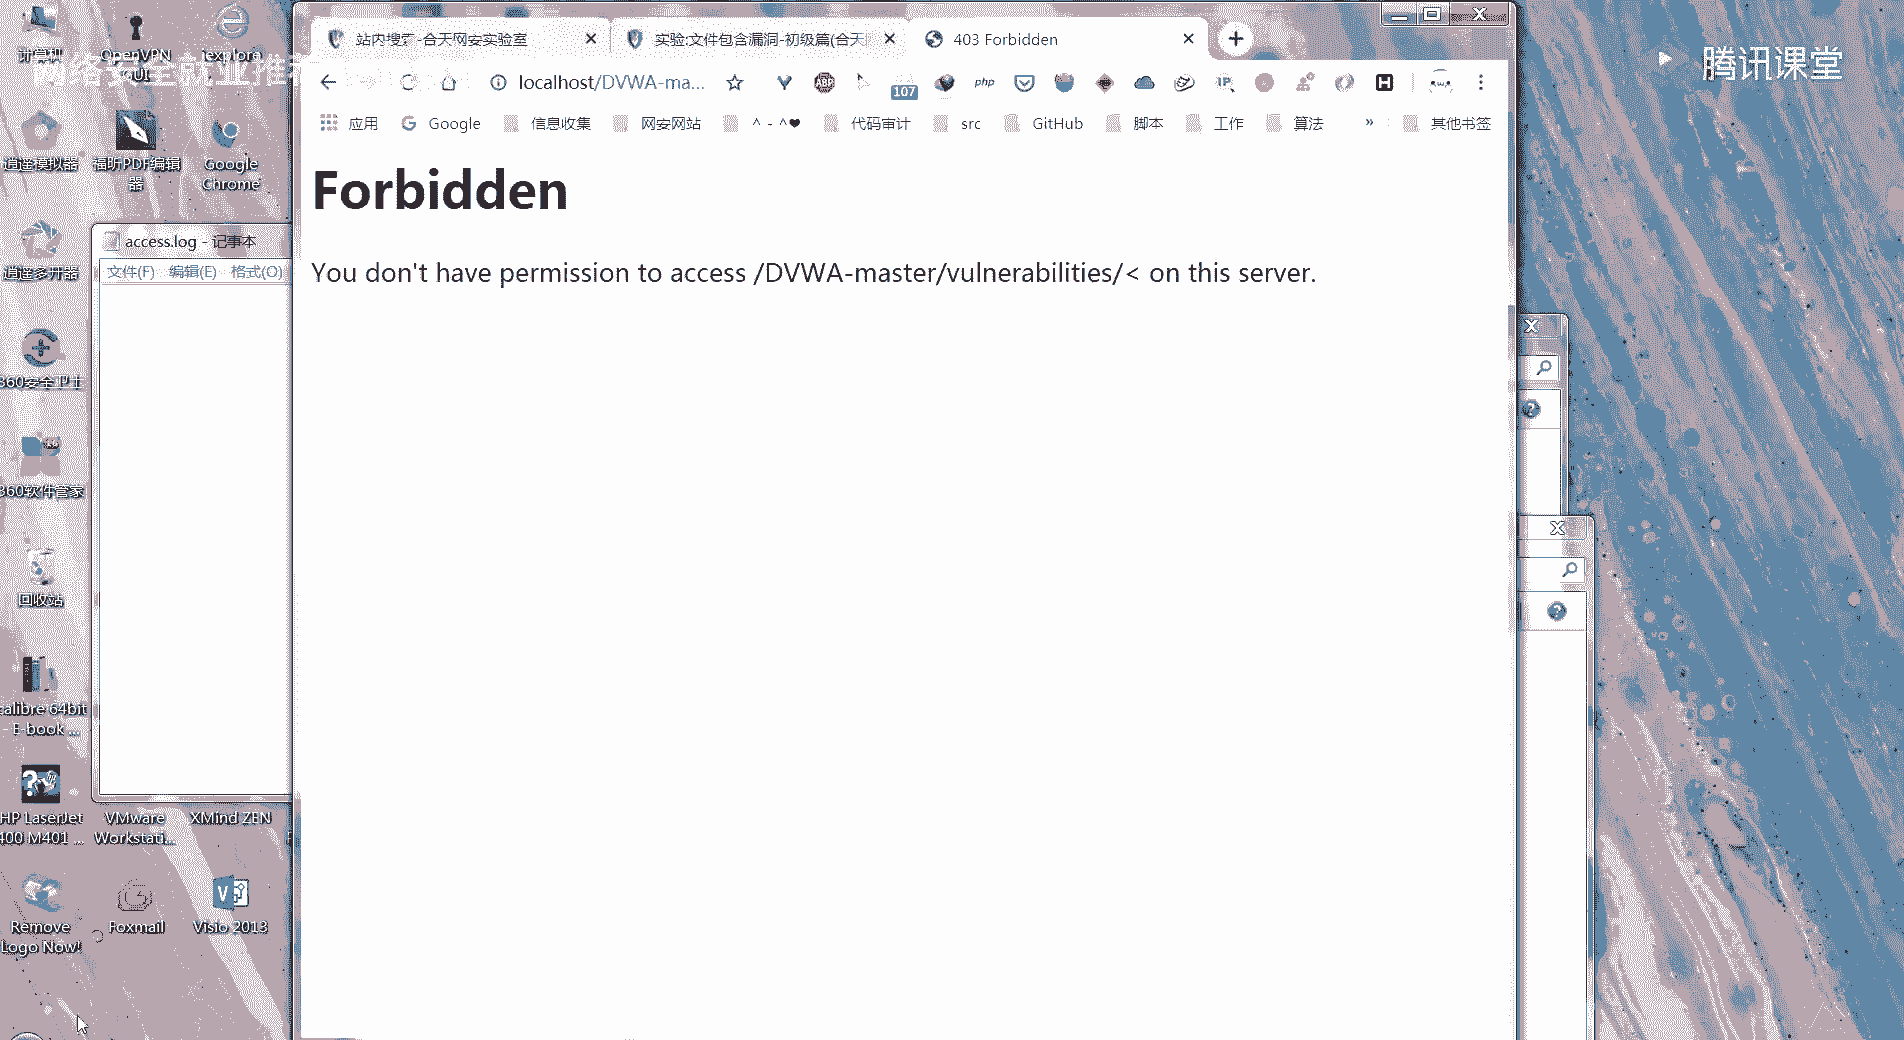 计算机
OpenVPN GUI
iexplore
网络安全就业推荐
逍遥模拟器
福昕PDF编辑器
Google Chrome
逍遥多开器
360安全卫士
360软件管家
回收站
calibre 64bit - E-book ...
HP LaserJet 400 M401 ...
VMware Workstati...
XMind ZEN
Remove Logo Now!
Foxmail
Visio 2013
access.log - 记事本
文件(F) 编辑(E) 格式(O)
站内搜索-合天网安实验室
实验:文件包含漏洞-初级篇(合天
403 Forbidden
localhost/DVWA-ma...
ABP
107
php
IP
H
应用
Google
信息收集
网安网站
^ - ^❤
代码审计
src
GitHub
脚本
工作
算法
»
其他书签
Forbidden
You don't have permission to access /DVWA-master/vulnerabilities/< on this server.
腾讯课堂